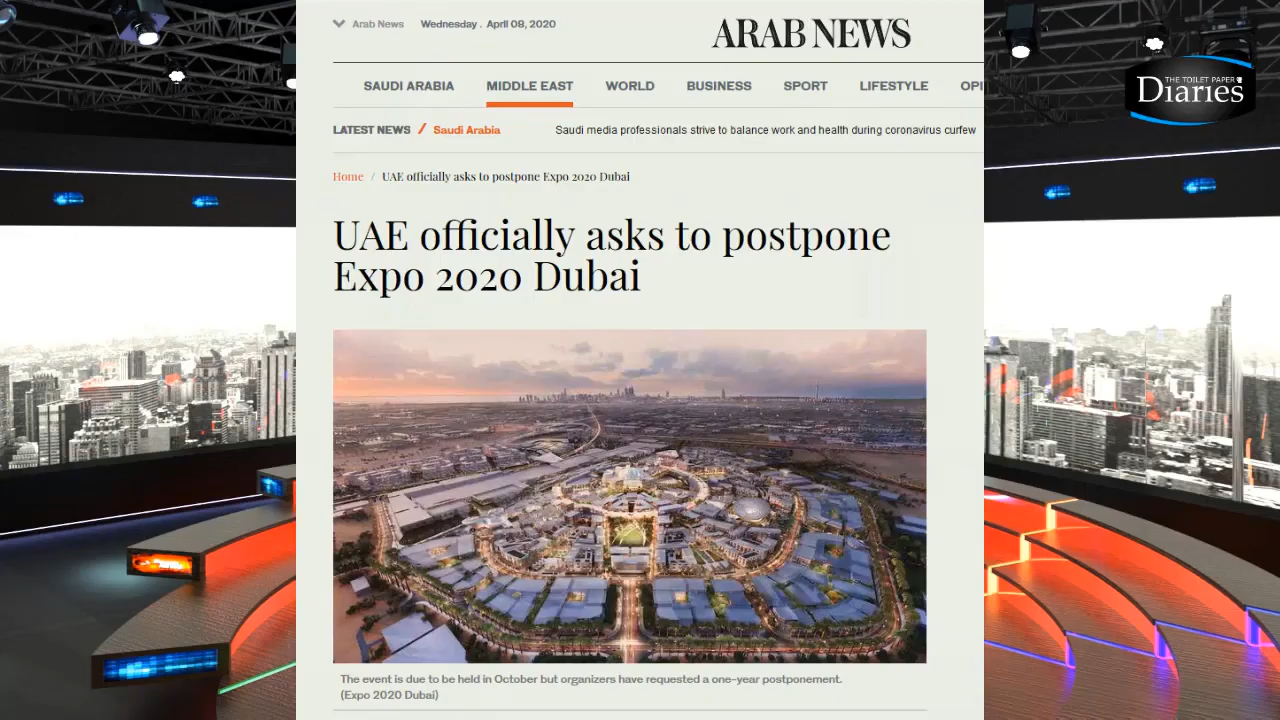 Arab News Wednesday . April 08, 2020
ARAB NEWS
THE TOILET PAPER
Diaries
SAUDI ARABIA MIDDLE EAST WORLD BUSINESS SPORT LIFESTYLE OPI
LATEST NEWS / Saudi Arabia Saudi media professionals strive to balance work and health during coronavirus curfew
Home / UAE officially asks to postpone Expo 2020 Dubai
UAE officially asks to postpone
Expo 2020 Dubai
The event is due to be held in October but organizers have requested a one-year postponement.
(Expo 2020 Dubai)